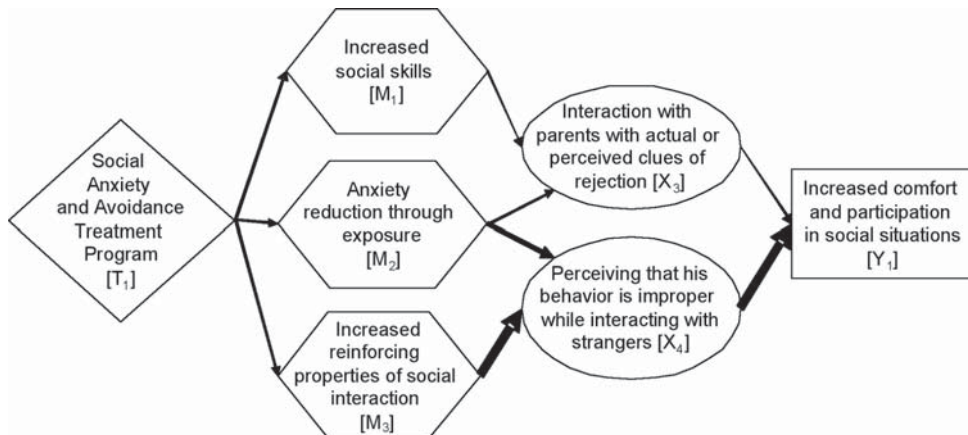 Social
Anxiety
and Avoidance
Treatment
Program
[T1]
Increased
social skills
[M1]
Anxiety
reduction through
exposure
[M2]
Increased
reinforcing
properties of social
interaction
[M3]
Interaction with
parents with actual or
perceived clues of
rejection [X3]
Perceiving that his
behavior is improper
while interacting with
strangers [X4]
Increased comfort
and participation
in social situations
[Y1]